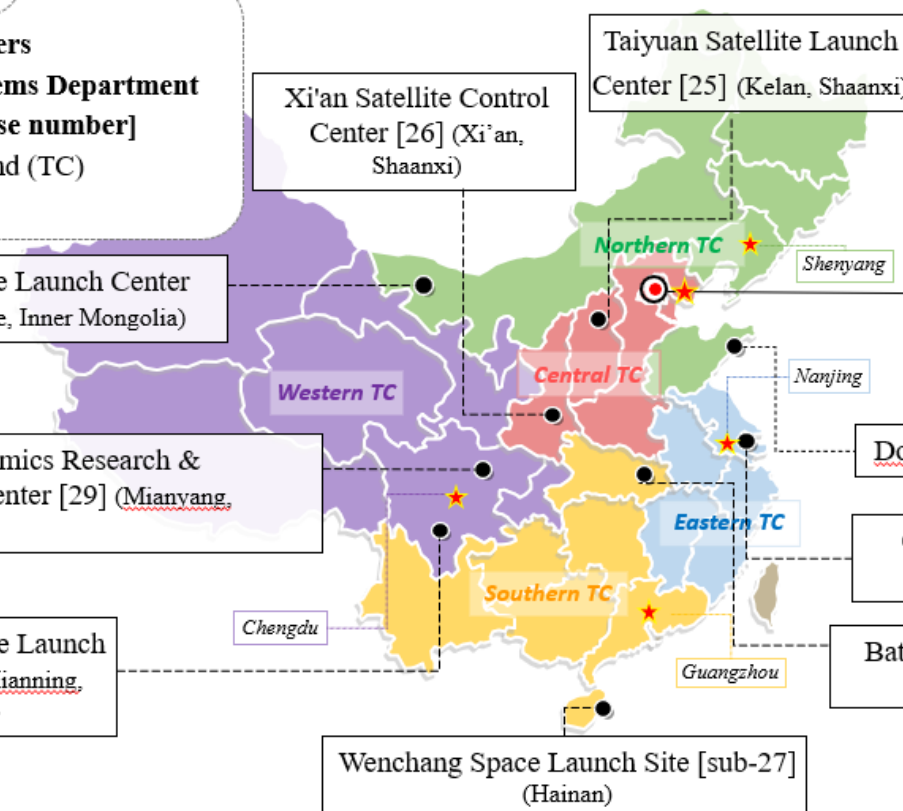 ers
ems Department
se number]
nd (TC)
Taiyuan Satellite Launch
Center [25] (Kelan, Shaanxi)
Xi'an Satellite Control
Center [26] (Xi’an,
Shaanxi)
Northern TC
Shenyang
e Launch Center
e, Inner Mongolia)
Central TC
Nanjing
Western TC
mics Research &
enter [29] (Mianyang,
Do
Eastern TC
Southern TC
Chengdu
e Launch
ianning,
Guangzhou
Bat
Wenchang Space Launch Site [sub-27]
(Hainan)